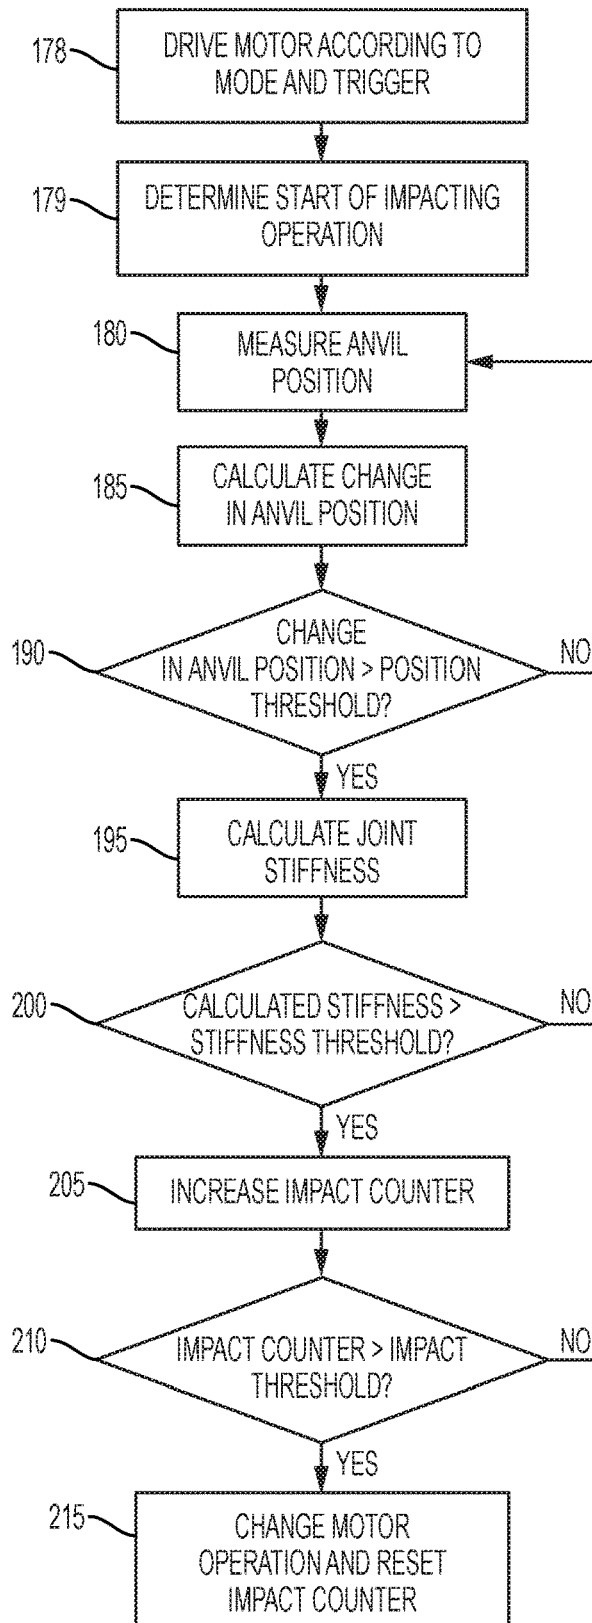 178
DRIVE MOTOR ACCORDING TO
MODE AND TRIGGER
179
DETERMINE START OF IMPACTING
OPERATION
180
MEASURE ANVIL
POSITION
185
CALCULATE CHANGE
IN ANVIL POSITION
190
CHANGE
IN ANVIL POSITION > POSITION
THRESHOLD?
NO
YES
195
CALCULATE JOINT
STIFFNESS
200
CALCULATED STIFFNESS >
STIFFNESS THRESHOLD?
NO
YES
205
INCREASE IMPACT COUNTER
210
IMPACT COUNTER > IMPACT
THRESHOLD?
NO
YES
215
CHANGE MOTOR
OPERATION AND RESET
IMPACT COUNTER